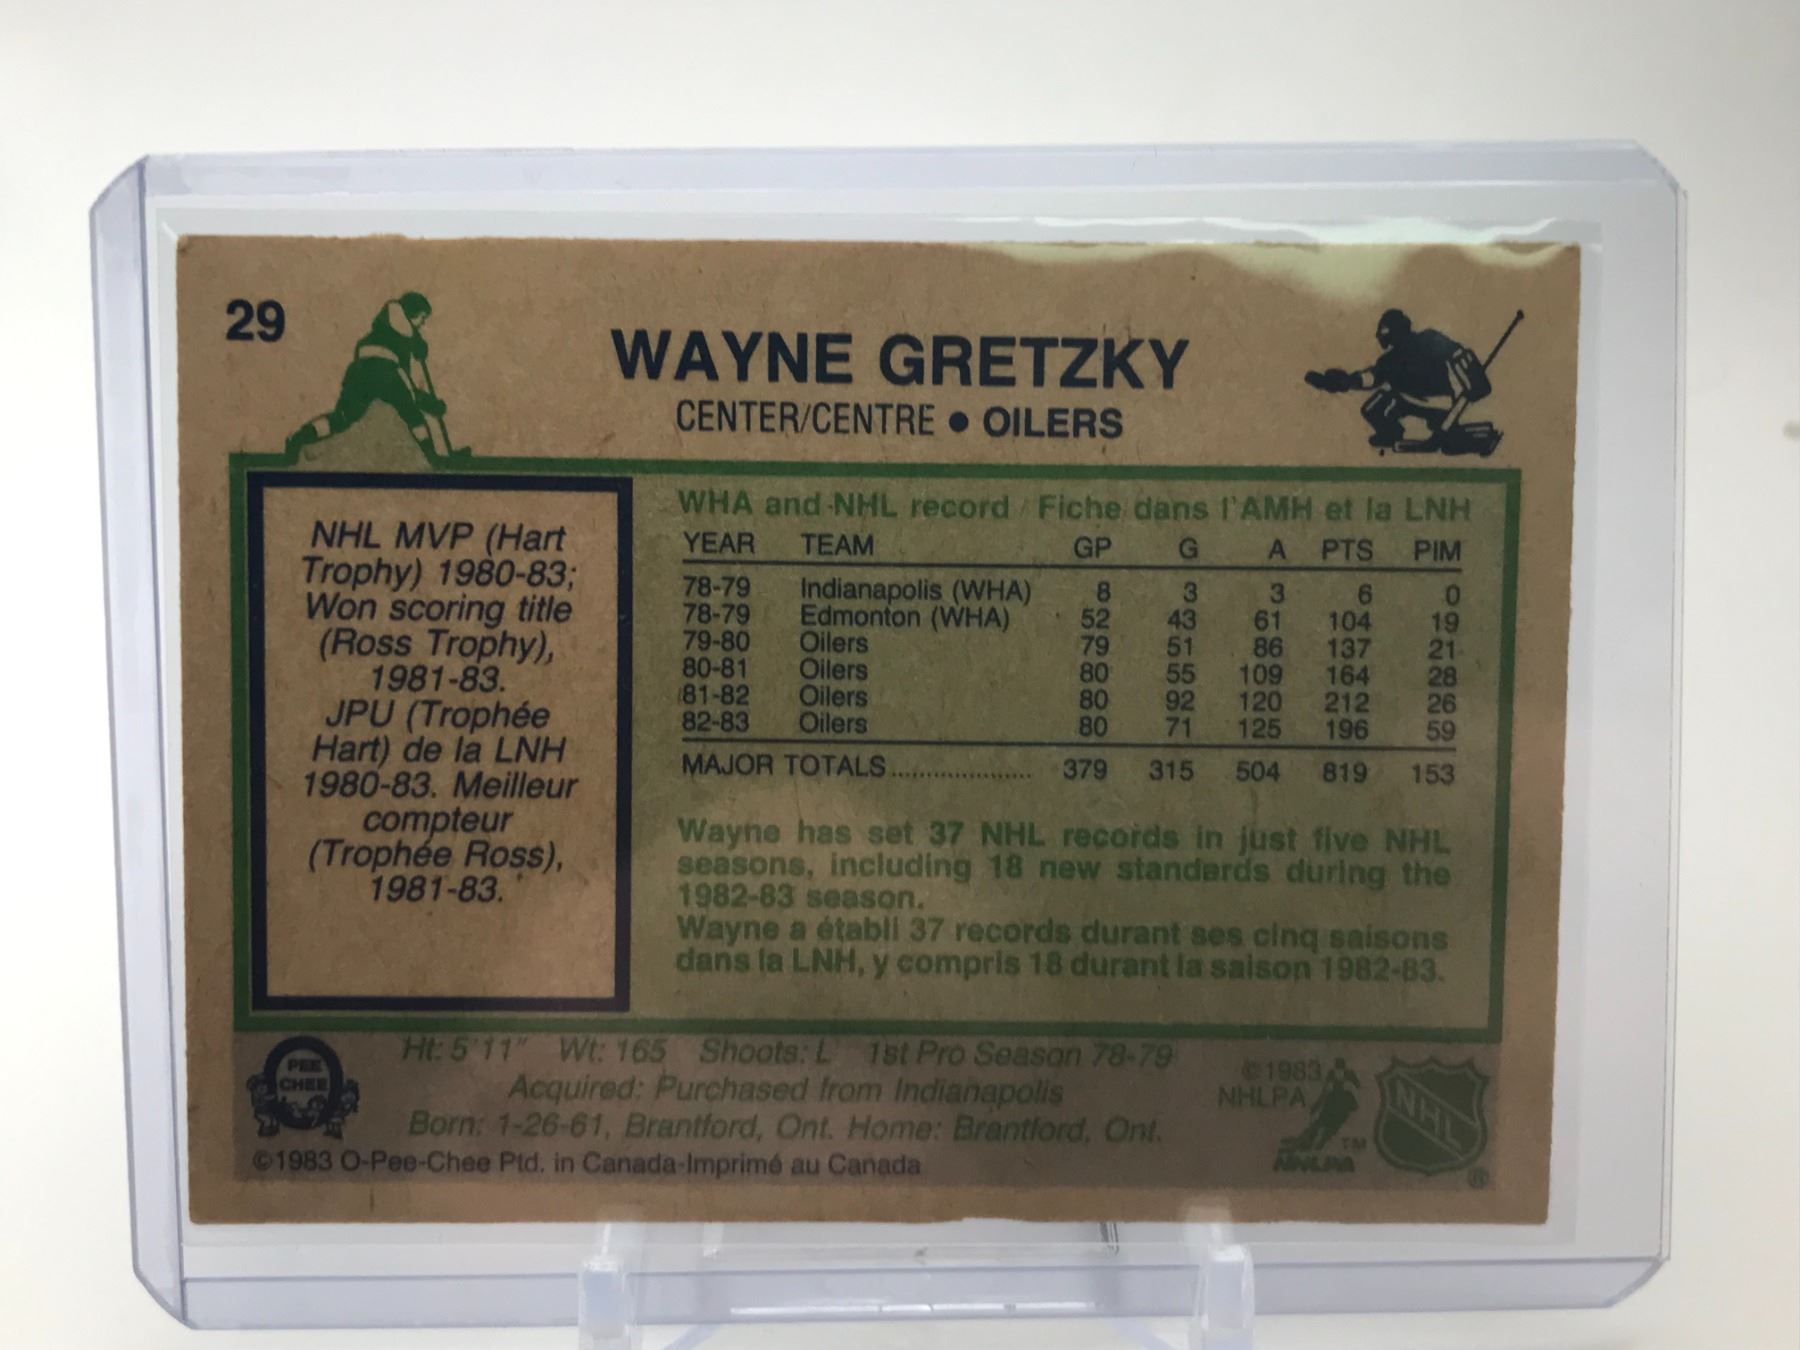 29
WAYNE GRETZKY
CENTER/CENTRE • OILERS
NHL MVP (Hart
Trophy) 1980-83;
Won scoring title
(Ross Trophy),
1981-83.
JPU (Trophée
Hart) de la LNH
1980-83. Meilleur
compteur
(Trophée Ross),
1981-83.
WHA and NHL record / Fiche dans l'AMH et la LNH
YEAR TEAM GP G A PTS PIM
78-79 Indianapolis (WHA) 8 3 3 6 0
78-79 Edmonton (WHA) 52 43 61 104 19
79-80 Oilers 79 51 86 137 21
80-81 Oilers 80 55 109 164 28
81-82 Oilers 80 92 120 212 26
82-83 Oilers 80 71 125 196 59
MAJOR TOTALS.................... 379 315 504 819 153
Wayne has set 37 NHL records in just five NHL
seasons, including 18 new standards during the
1982-83 season.
Wayne a établi 37 records durant ses cinq saisons
dans la LNH, y compris 18 durant la saison 1982-83.
PEE
CHEE
Ht: 5'11" Wt: 165 Shoots: L 1st Pro Season 78-79
Acquired: Purchased from Indianapolis
Born: 1-26-61, Brantford, Ont. Home: Brantford, Ont.
©1983 O-Pee-Chee Ptd. in Canada-Imprimé au Canada
©1983
NHLPA
TM
NHLPA
NHL
®